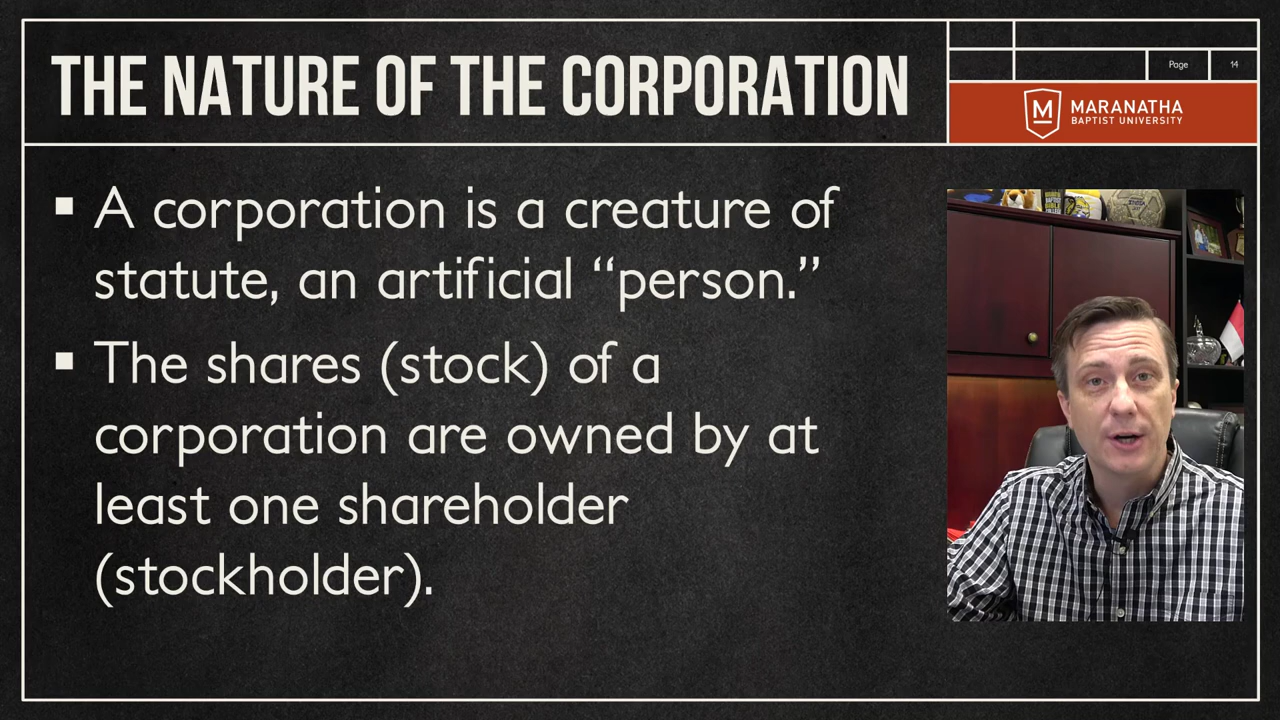 THE NATURE OF THE CORPORATION
Page 14
MARANATHA
BAPTIST UNIVERSITY
▪ A corporation is a creature of
statute, an artificial “person.”
▪ The shares (stock) of a
corporation are owned by at
least one shareholder
(stockholder).